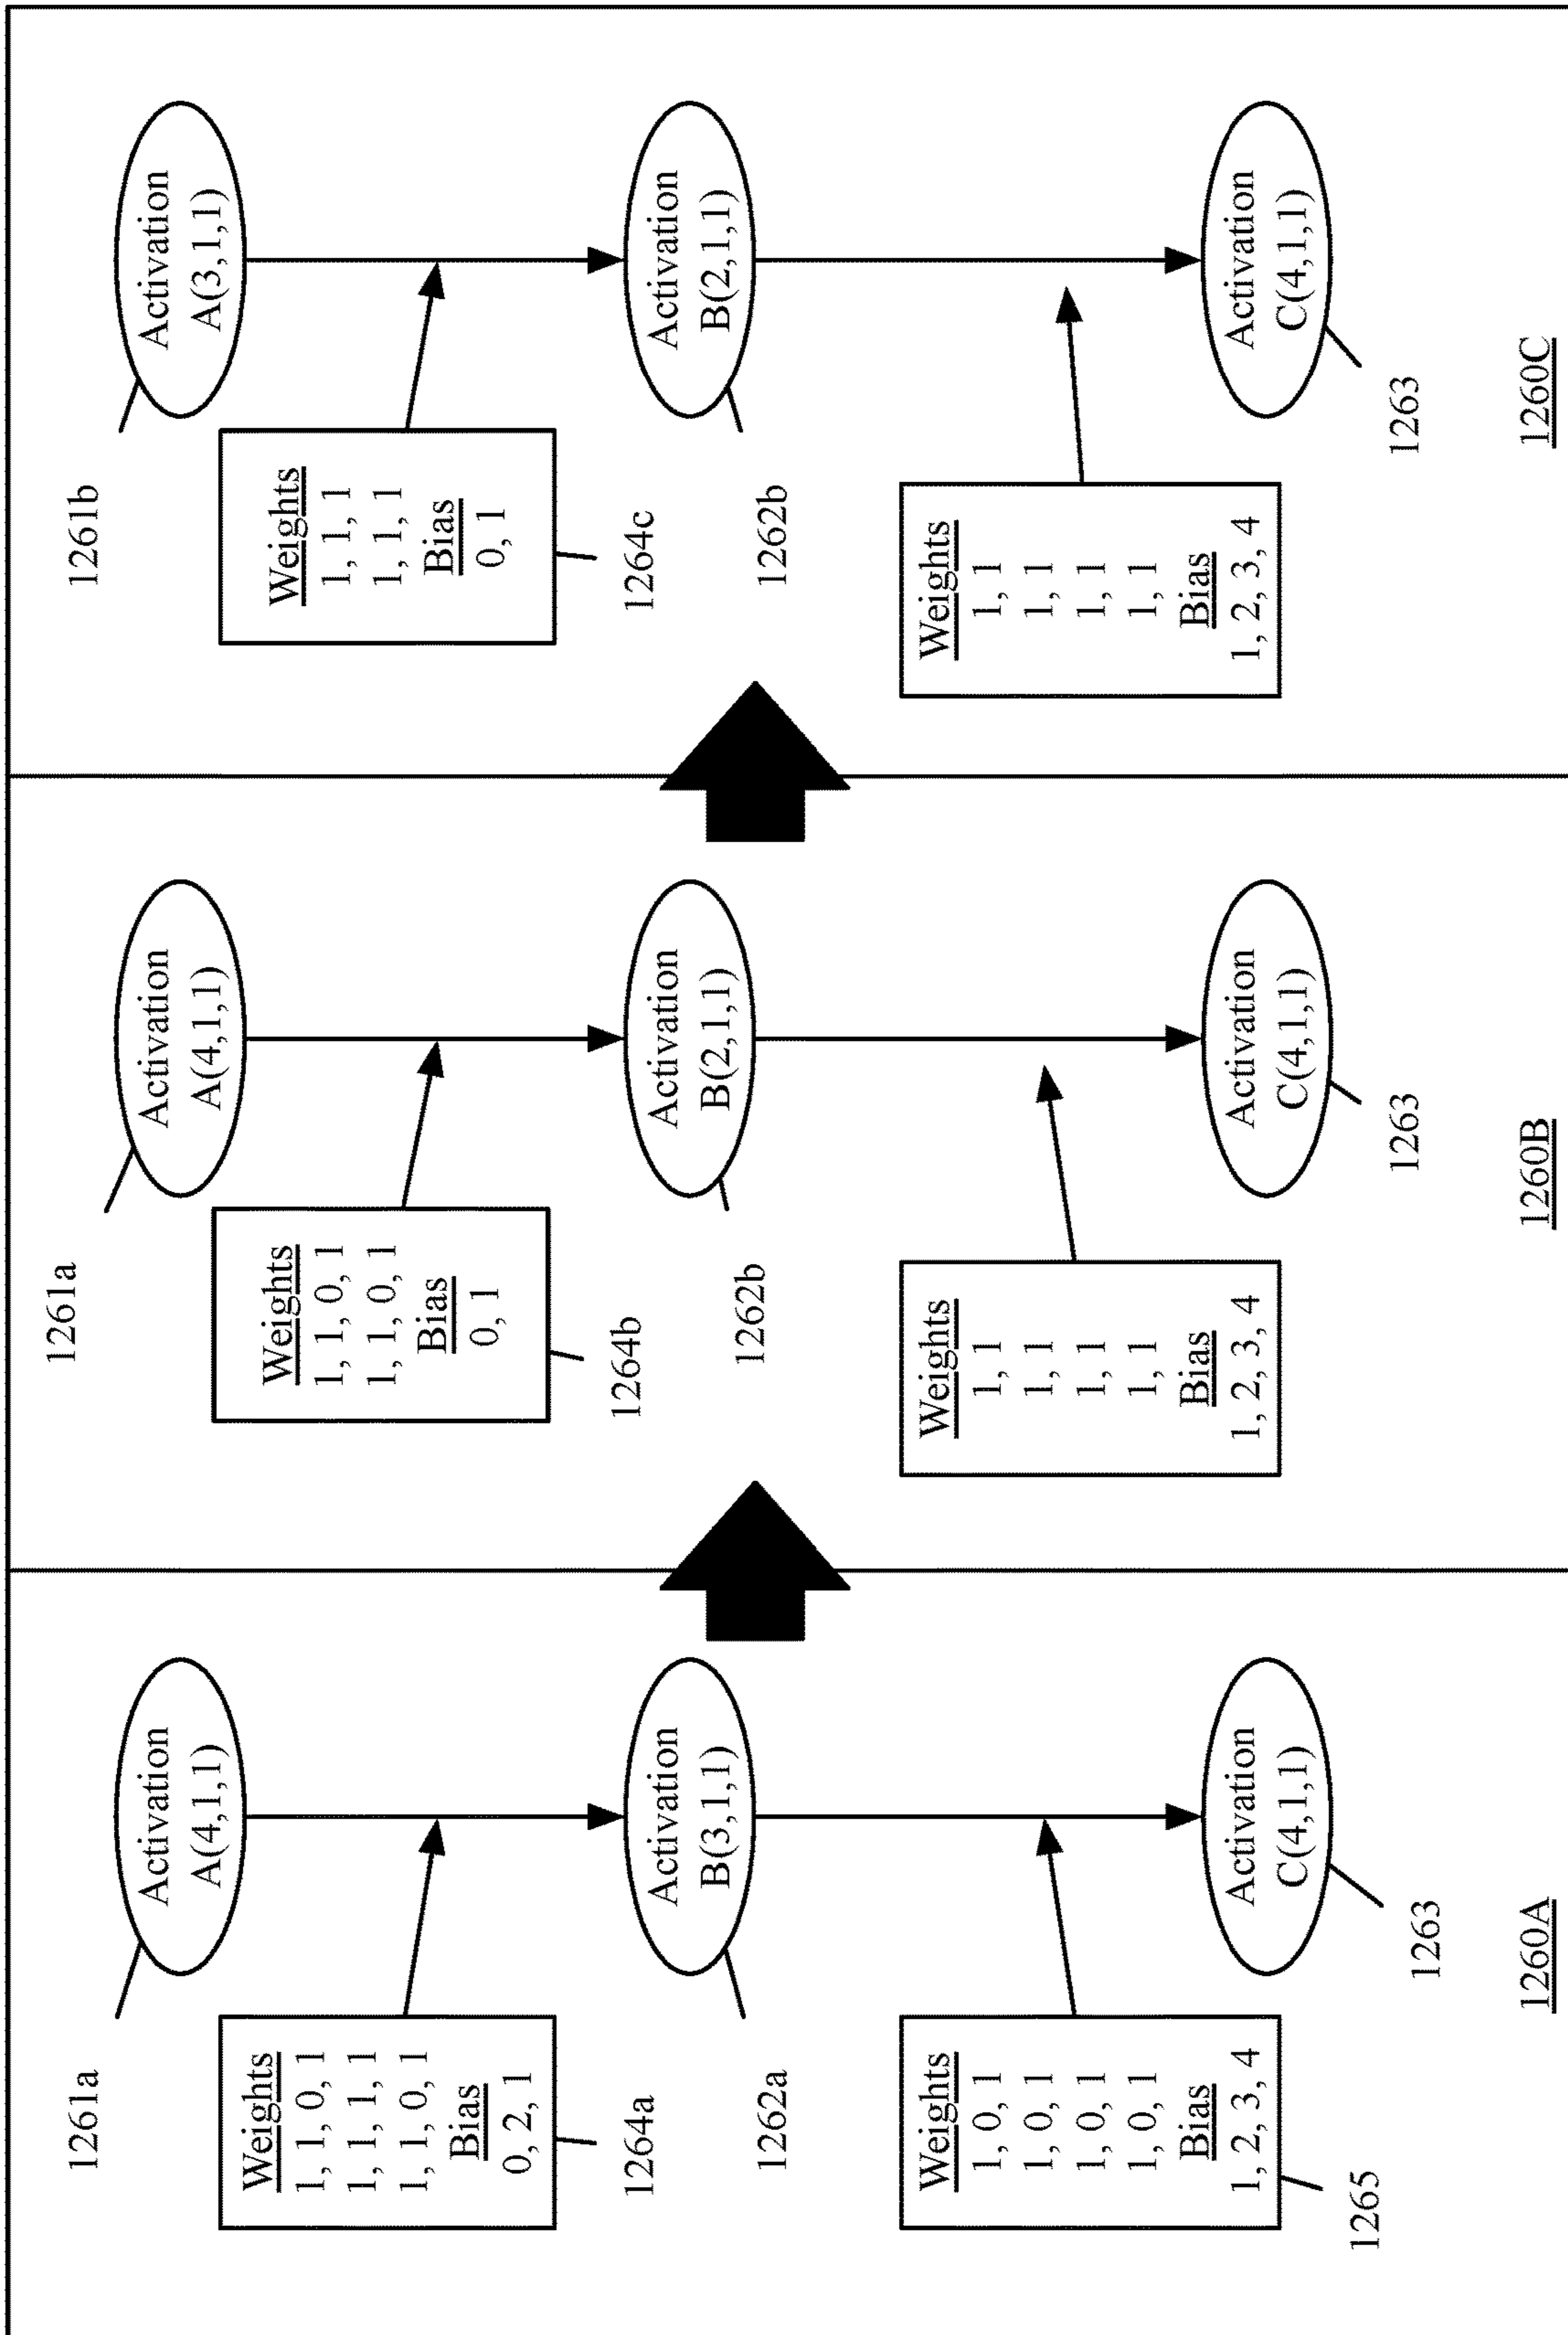 1261a
Activation
A(4,1,1)
Weights
1, 1, 0, 1
1, 1, 1, 1
1, 1, 0, 1
Bias
0, 2, 1
1264a
Activation
B(3,1,1)
1262a
Weights
1, 0, 1
1, 0, 1
1, 0, 1
1, 0, 1
Bias
1, 2, 3, 4
1265
Activation
C(4,1,1)
1263
1260A
1261a
Activation
A(4,1,1)
Weights
1, 1, 0, 1
1, 1, 0, 1
Bias
0, 1
1264b
Activation
B(2,1,1)
1262b
Weights
1, 1
1, 1
1, 1
1, 1
Bias
1, 2, 3, 4
Activation
C(4,1,1)
1263
1260B
1261b
Activation
A(3,1,1)
Weights
1, 1, 1
1, 1, 1
Bias
0, 1
1264c
Activation
B(2,1,1)
1262b
Weights
1, 1
1, 1
1, 1
1, 1
Bias
1, 2, 3, 4
Activation
C(4,1,1)
1263
1260C